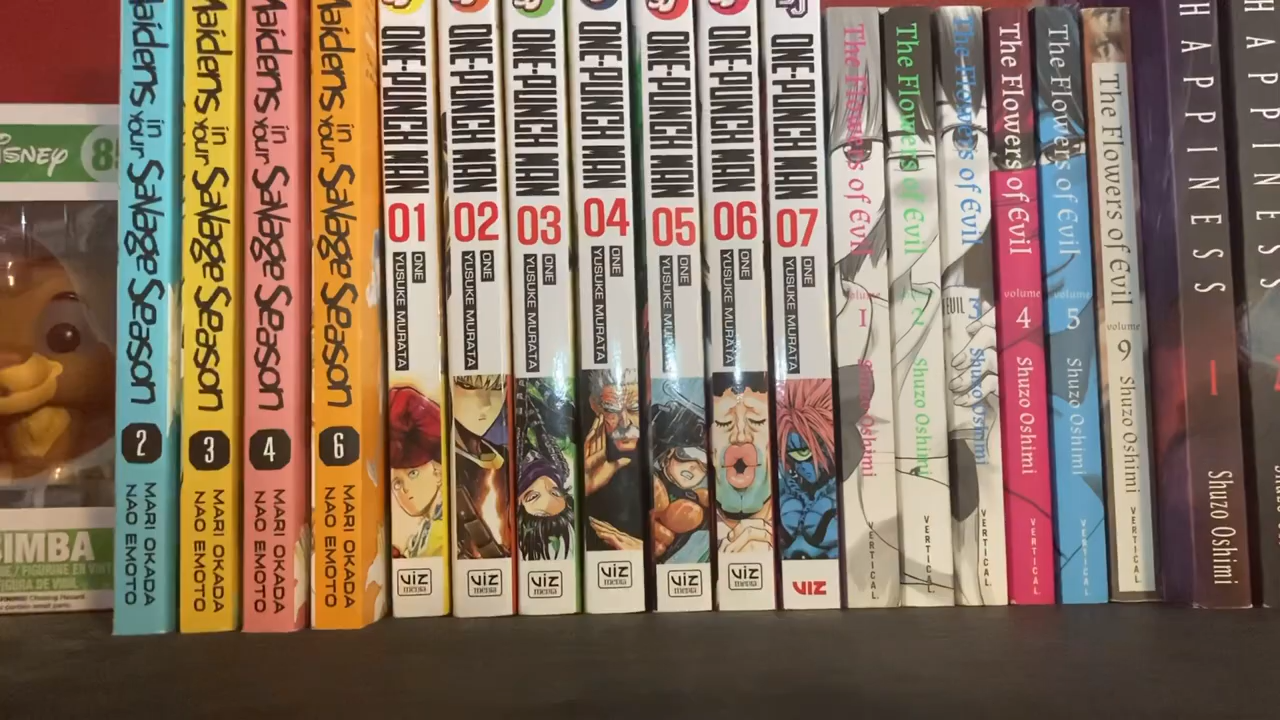 DISNEY
SIMBA
Maidens in your Savage Season
2
MARI OKADA
NAO EMOTO
Maidens in your Savage Season
3
MARI OKADA
NAO EMOTO
Maidens in your Savage Season
4
MARI OKADA
NAO EMOTO
Maidens in your Savage Season
6
MARI OKADA
NAO EMOTO
ONE-PUNCH MAN
01
ONE
YUSUKE MURATA
VIZ media
ONE-PUNCH MAN
02
ONE
YUSUKE MURATA
VIZ media
ONE-PUNCH MAN
03
ONE
YUSUKE MURATA
VIZ media
ONE-PUNCH MAN
04
ONE
YUSUKE MURATA
VIZ media
ONE-PUNCH MAN
05
ONE
YUSUKE MURATA
VIZ media
ONE-PUNCH MAN
06
ONE
YUSUKE MURATA
VIZ media
ONE-PUNCH MAN
07
ONE
YUSUKE MURATA
VIZ
The Flowers of Evil
volume
1
Shuzo Oshimi
VERTICAL.
The Flowers of Evil
2
Shuzo Oshimi
VERTICAL.
The Flowers of Evil
EVIL
3
Shuzo Oshimi
VERTICAL.
The Flowers of Evil
volume
4
Shuzo Oshimi
VERTICAL.
The Flowers of Evil
volume
5
Shuzo Oshimi
VERTICAL.
The Flowers of Evil
volume
9
Shuzo Oshimi
VERTICAL.
HAPPINESS
1
Shuzo Oshimi
HAPPINESS